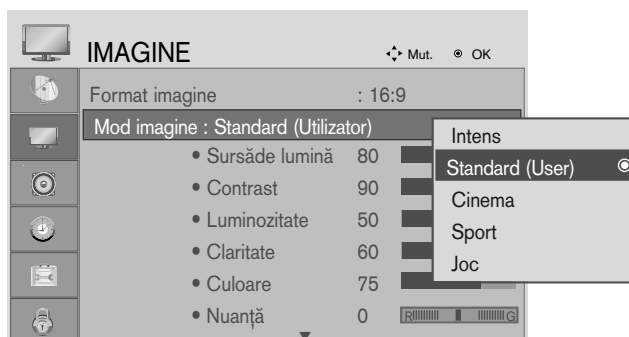 IMAGINE
Mut. OK
Format imagine : 16:9
Mod imagine : Standard (Utilizator)
• Sursăde lumină 80
• Contrast 90
• Luminozitate 50
• Claritate 60
• Culoare 75
• Nuanță 0 R G
Intens
Standard (User)
Cinema
Sport
Joc